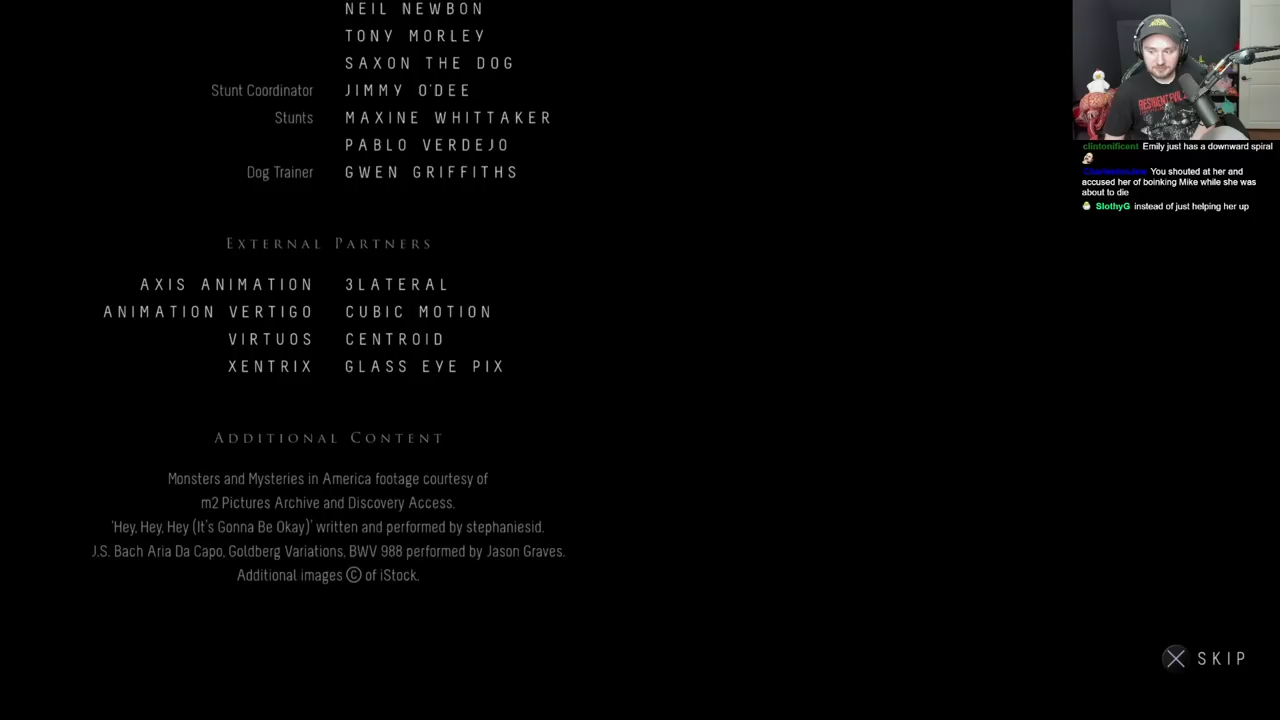 NEIL NEWBON
TONY MORLEY
SAXON THE DOG
Stunt Coordinator JIMMY O'DEE
Stunts MAXINE WHITTAKER
PABLO VERDEJO
Dog Trainer GWEN GRIFFITHS
EXTERNAL PARTNERS
AXIS ANIMATION 3LATERAL
ANIMATION VERTIGO CUBIC MOTION
VIRTUOS CENTROID
XENTRIX GLASS EYE PIX
ADDITIONAL CONTENT
Monsters and Mysteries in America footage courtesy of
m2 Pictures Archive and Discovery Access.
'Hey, Hey, Hey (It's Gonna Be Okay)' written and performed by stephaniesid.
J.S. Bach Aria Da Capo, Goldberg Variations, BWV 988 performed by Jason Graves.
Additional images © of iStock.
SKIP
RESIDENT EVIL
clintonificent Emily just has a downward spiral
You shouted at her and
accused her of boinking Mike while she was
about to die
SlothyG instead of just helping her up